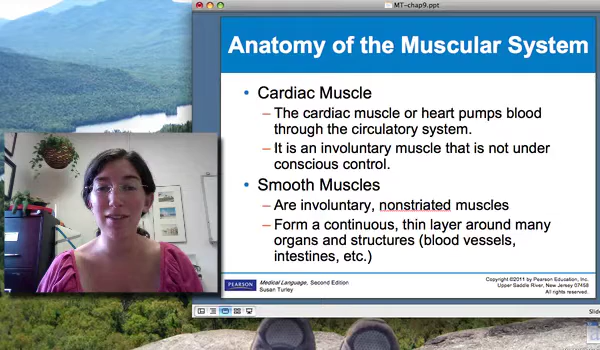 MT-chap9.ppt
Anatomy of the Muscular System
• Cardiac Muscle
– The cardiac muscle or heart pumps blood
through the circulatory system.
– It is an involuntary muscle that is not under
conscious control.
• Smooth Muscles
– Are involuntary, nonstriated muscles
– Form a continuous, thin layer around many
organs and structures (blood vessels,
intestines, etc.)
PEARSON
Medical Language, Second Edition
Susan Turley
Copyright ©2011 by Pearson Education, Inc.
Upper Saddle River, New Jersey 07458
All rights reserved.